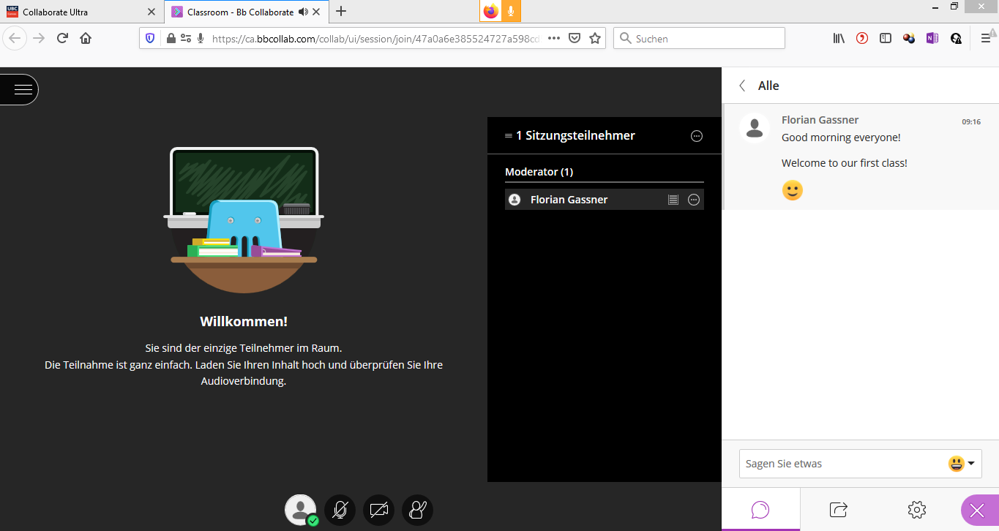 UBC
Collaborate Ultra
Classroom - Bb Collaborate
https://ca.bbcollab.com/collab/ui/session/join/47a0a6e385524727a598cd
Suchen
1 Sitzungsteilnehmer
Moderator (1)
Florian Gassner
Willkommen!
Sie sind der einzige Teilnehmer im Raum.
Die Teilnahme ist ganz einfach. Laden Sie Ihren Inhalt hoch und überprüfen Sie Ihre
Audioverbindung.
Alle
Florian Gassner 09:16
Good morning everyone!
Welcome to our first class!
Sagen Sie etwas